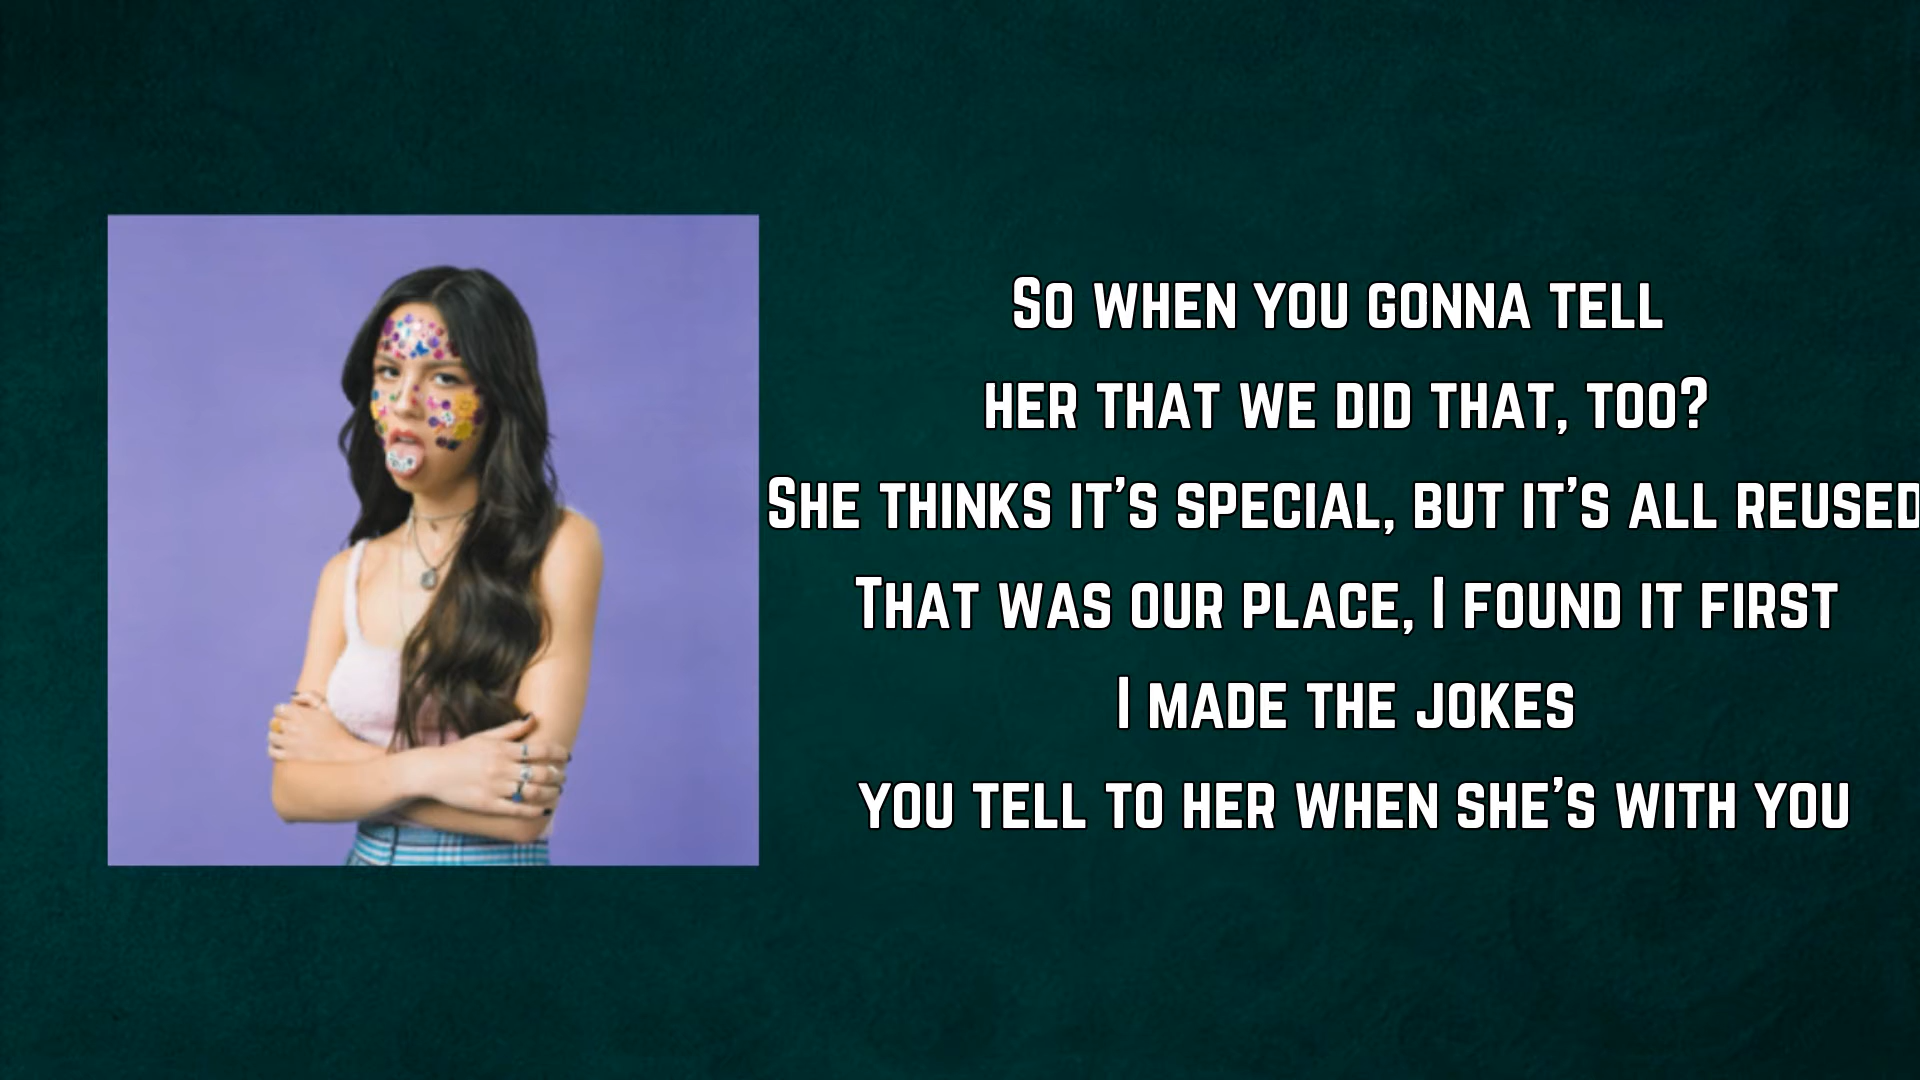 So when you gonna tell
her that we did that, too?
She thinks it's special, but it's all reused
That was our place, I found it first
I made the jokes
you tell to her when she's with you